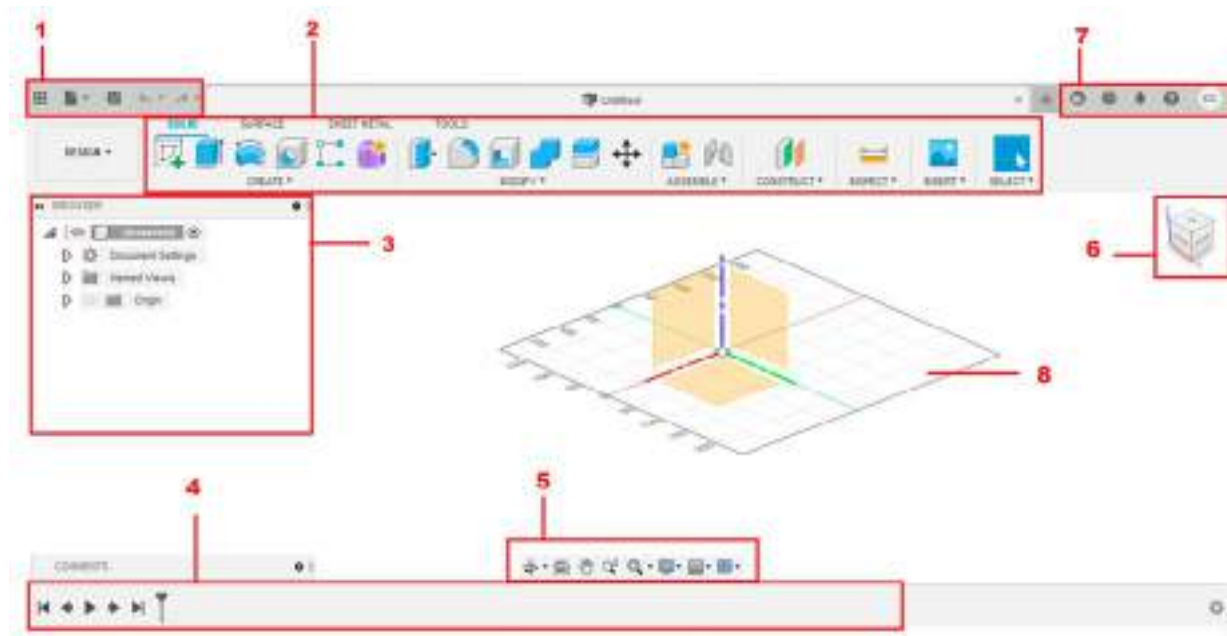 1
2
7
Untitled
SOLID SURFACE SHEET METAL TOOLS
DESIGN
CREATE MODIFY ASSEMBLE CONSTRUCT INSPECT INSERT SELECT
BROWSER
3
6
Document Settings
Named Views
Origin
8
4
5
COMMENTS